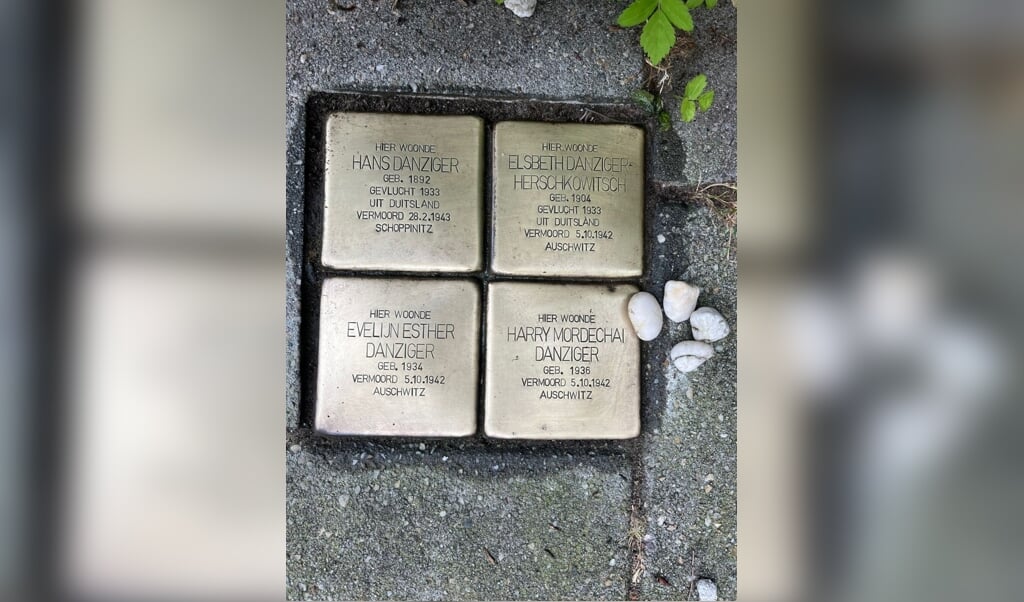 HIER WOONDE
HANS DANZIGER
GEB. 1892
GEVLUCHT 1933
UIT DUITSLAND
VERMOORD 28.2.1943
SCHOPPINITZ
HIER WOONDE
ELSBETH DANZIGER-
HERSCHKOWITSCH
GEB. 1904
GEVLUCHT 1933
UIT DUITSLAND
VERMOORD 5.10.1942
AUSCHWITZ
HIER WOONDE
EVELIJN ESTHER
DANZIGER
GEB. 1934
VERMOORD 5.10.1942
AUSCHWITZ
HIER WOONDE
HARRY MORDECHAI
DANZIGER
GEB. 1936
VERMOORD 5.10.1942
AUSCHWITZ